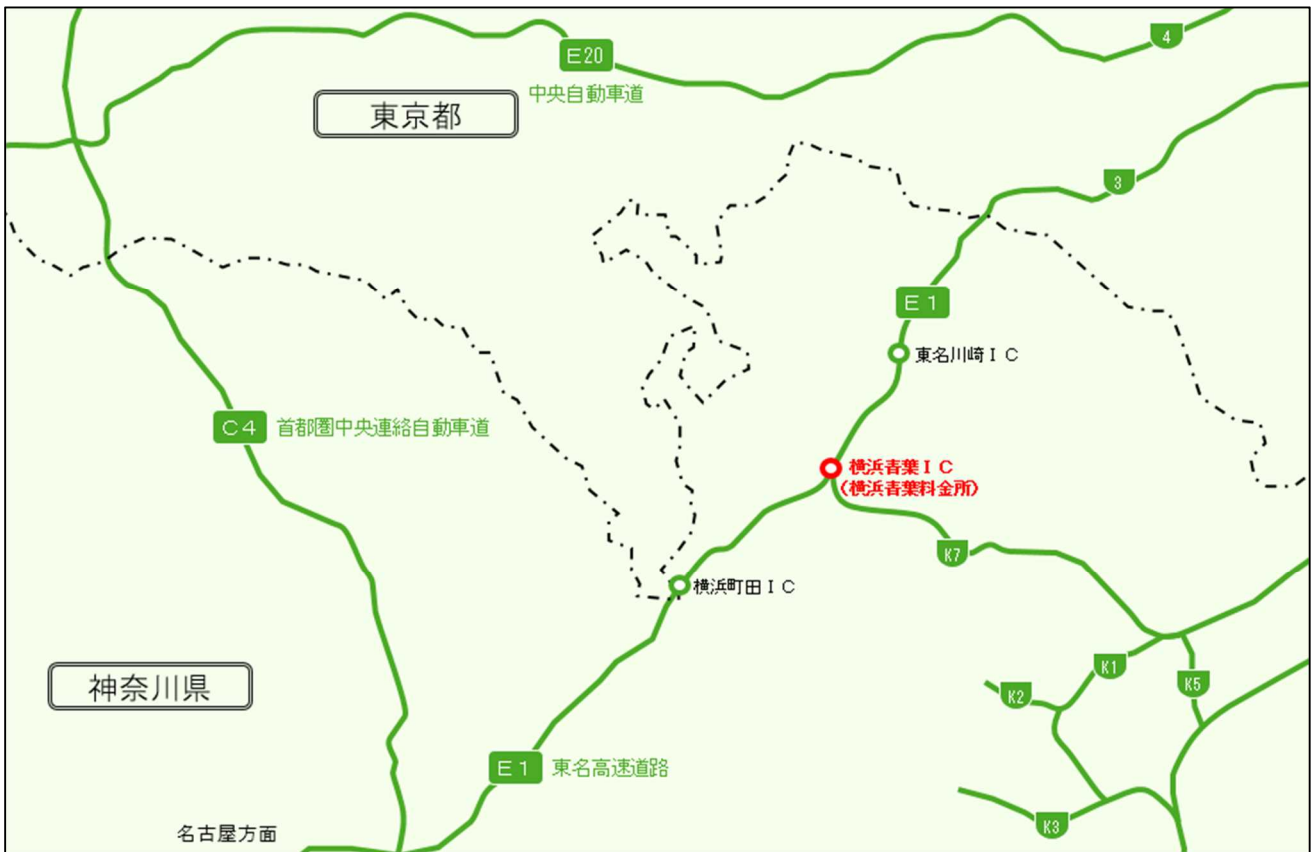 4
E20
中央自動車道
東京都
3
E1
東名川崎IC
C4
首都圏中央連絡自動車道
横浜青葉IC
(横浜青葉料金所)
K7
横浜町田IC
神奈川県
K1
K2
K5
E1
東名高速道路
K3
名古屋方面